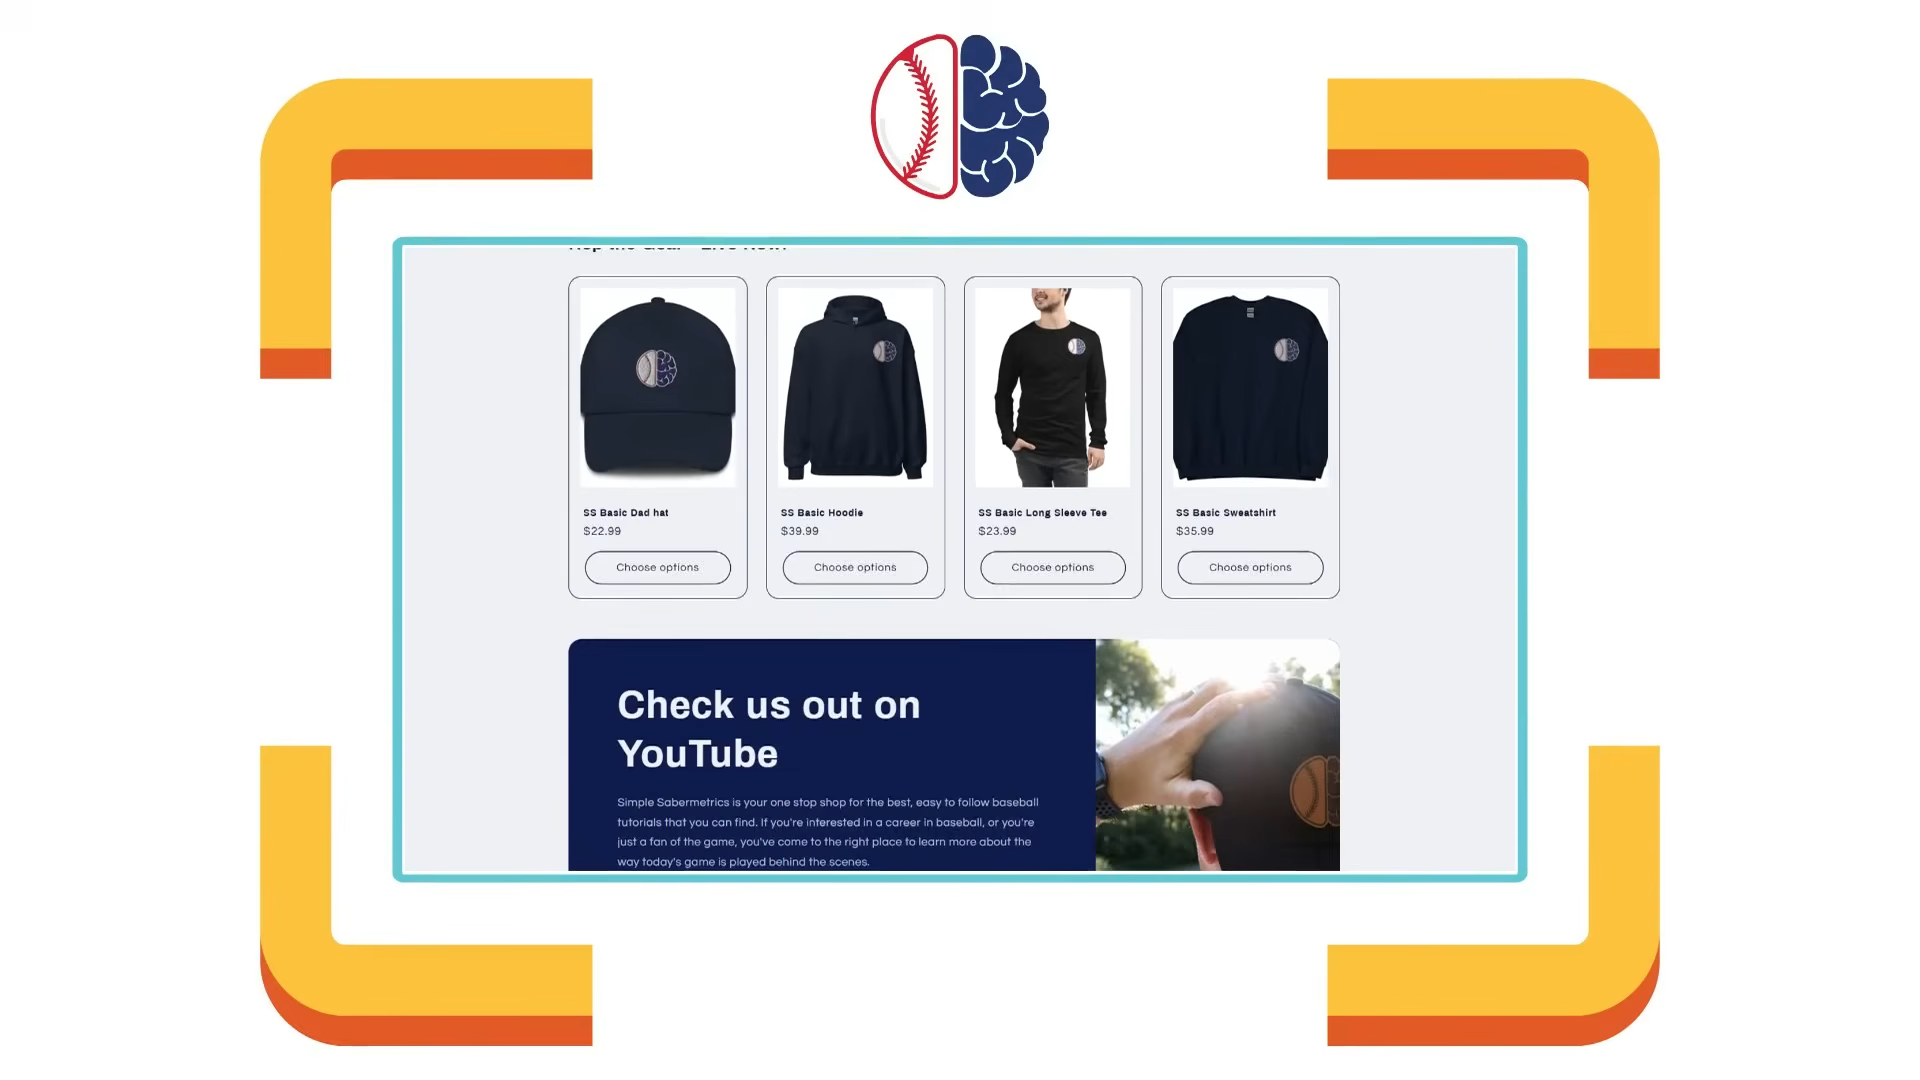 SS Basic Dad hat
$22.99
Choose options
SS Basic Hoodie
$39.99
Choose options
SS Basic Long Sleeve Tee
$23.99
Choose options
SS Basic Sweatshirt
$35.99
Choose options
Check us out on
YouTube
Simple Sabermetrics is your one stop shop for the best, easy to follow baseball
tutorials that you can find. If you're interested in a career in baseball, or you're
just a fan of the game, you've come to the right place to learn more about the
way today's game is played behind the scenes.